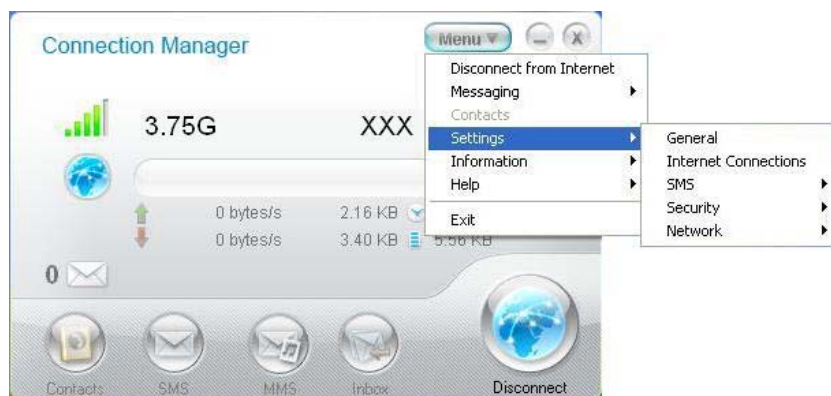 Connection Manager
Menu
Disconnect from Internet
Messaging
Contacts
Settings
Information
Help
Exit
General
Internet Connections
SMS
Security
Network
3.75G XXX
0 bytes/s 2.16 KB
0 bytes/s 3.40 KB 5.56 KB
0
Contacts SMS MMS Inbox Disconnect